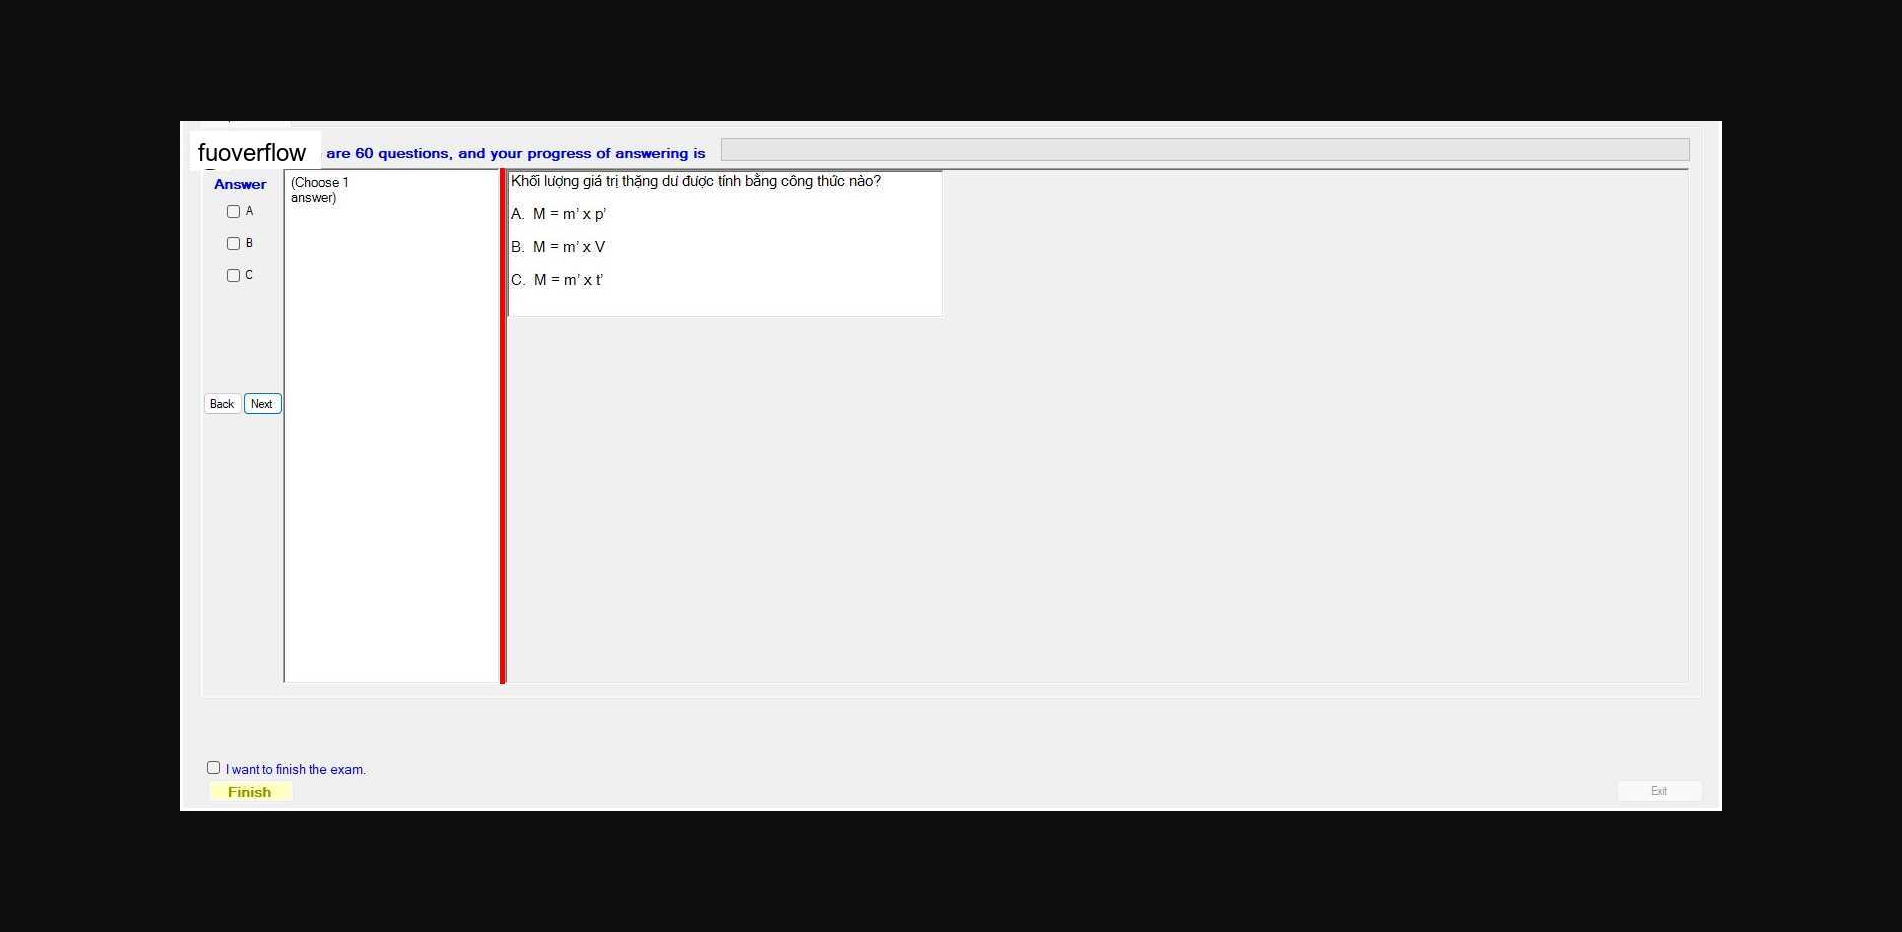 fuoverflow are 60 questions, and your progress of answering is
Answer
(Choose 1
answer)
A
B
C
Back Next
Khối lượng giá trị thặng dư được tính bằng công thức nào?
A. M = m’ x p’
B. M = m’ x V
C. M = m’ x t’
I want to finish the exam.
Finish
Exit